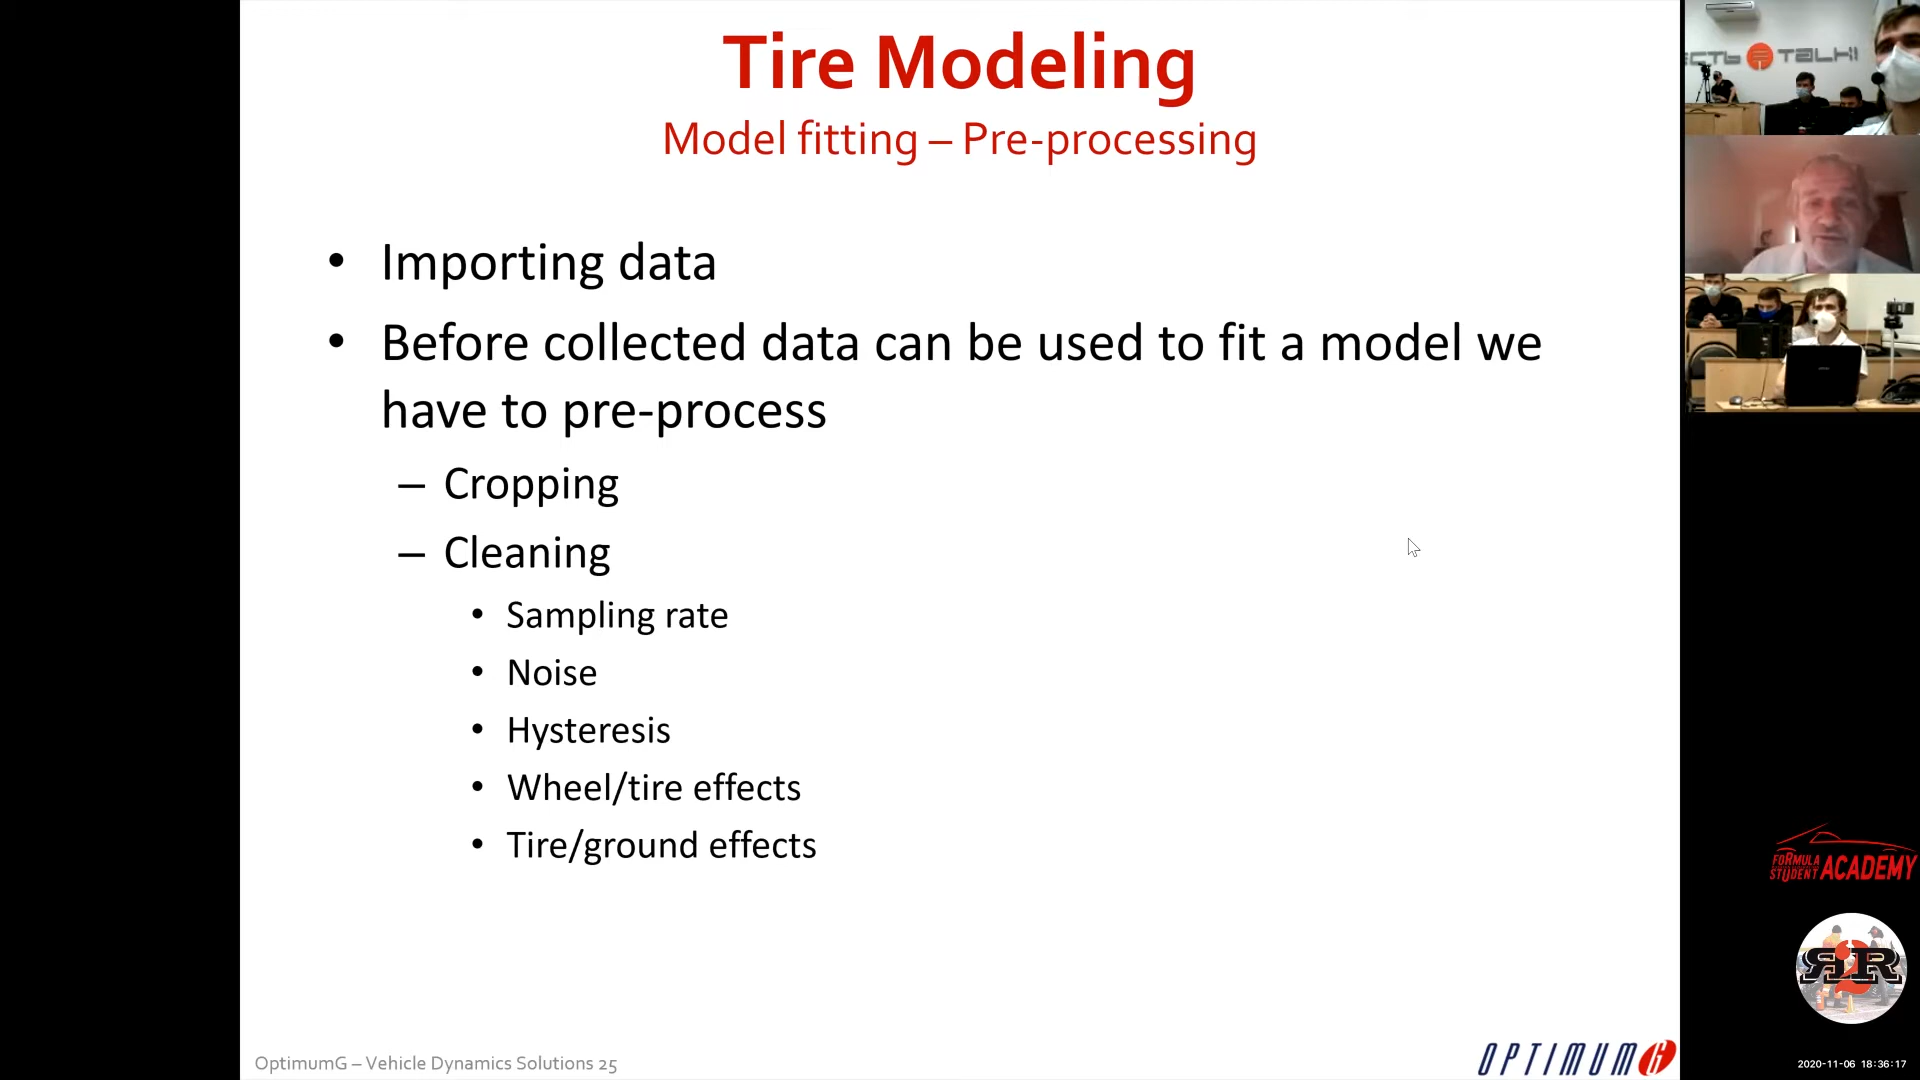 Tire Modeling
Model fitting – Pre-processing
• Importing data
• Before collected data can be used to fit a model we
have to pre-process
– Cropping
– Cleaning
• Sampling rate
• Noise
• Hysteresis
• Wheel/tire effects
• Tire/ground effects
OptimumG – Vehicle Dynamics Solutions 25
OPTIMUMG
TALK!
FORMULA
STUDENT ACADEMY
2020-11-06 18:36:17